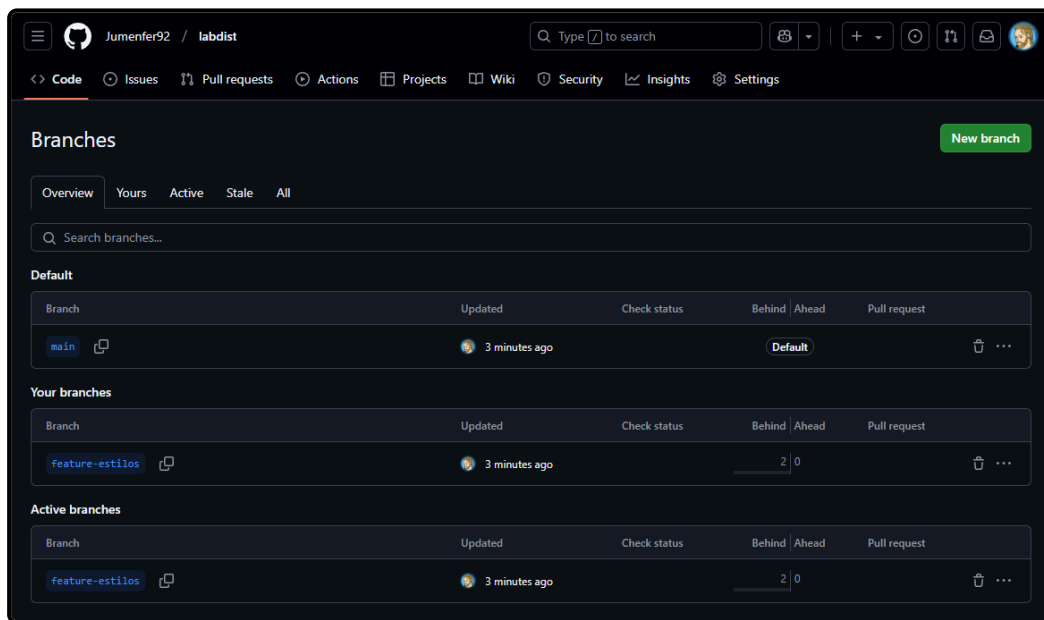 Jumenfer92 / labdist
Type / to search
Code Issues Pull requests Actions Projects Wiki Security Insights Settings
Branches
New branch
Overview Yours Active Stale All
Search branches...
Default
Branch Updated Check status Behind Ahead Pull request
main 3 minutes ago Default
Your branches
Branch Updated Check status Behind Ahead Pull request
feature-estilos 3 minutes ago 2 0
Active branches
Branch Updated Check status Behind Ahead Pull request
feature-estilos 3 minutes ago 2 0